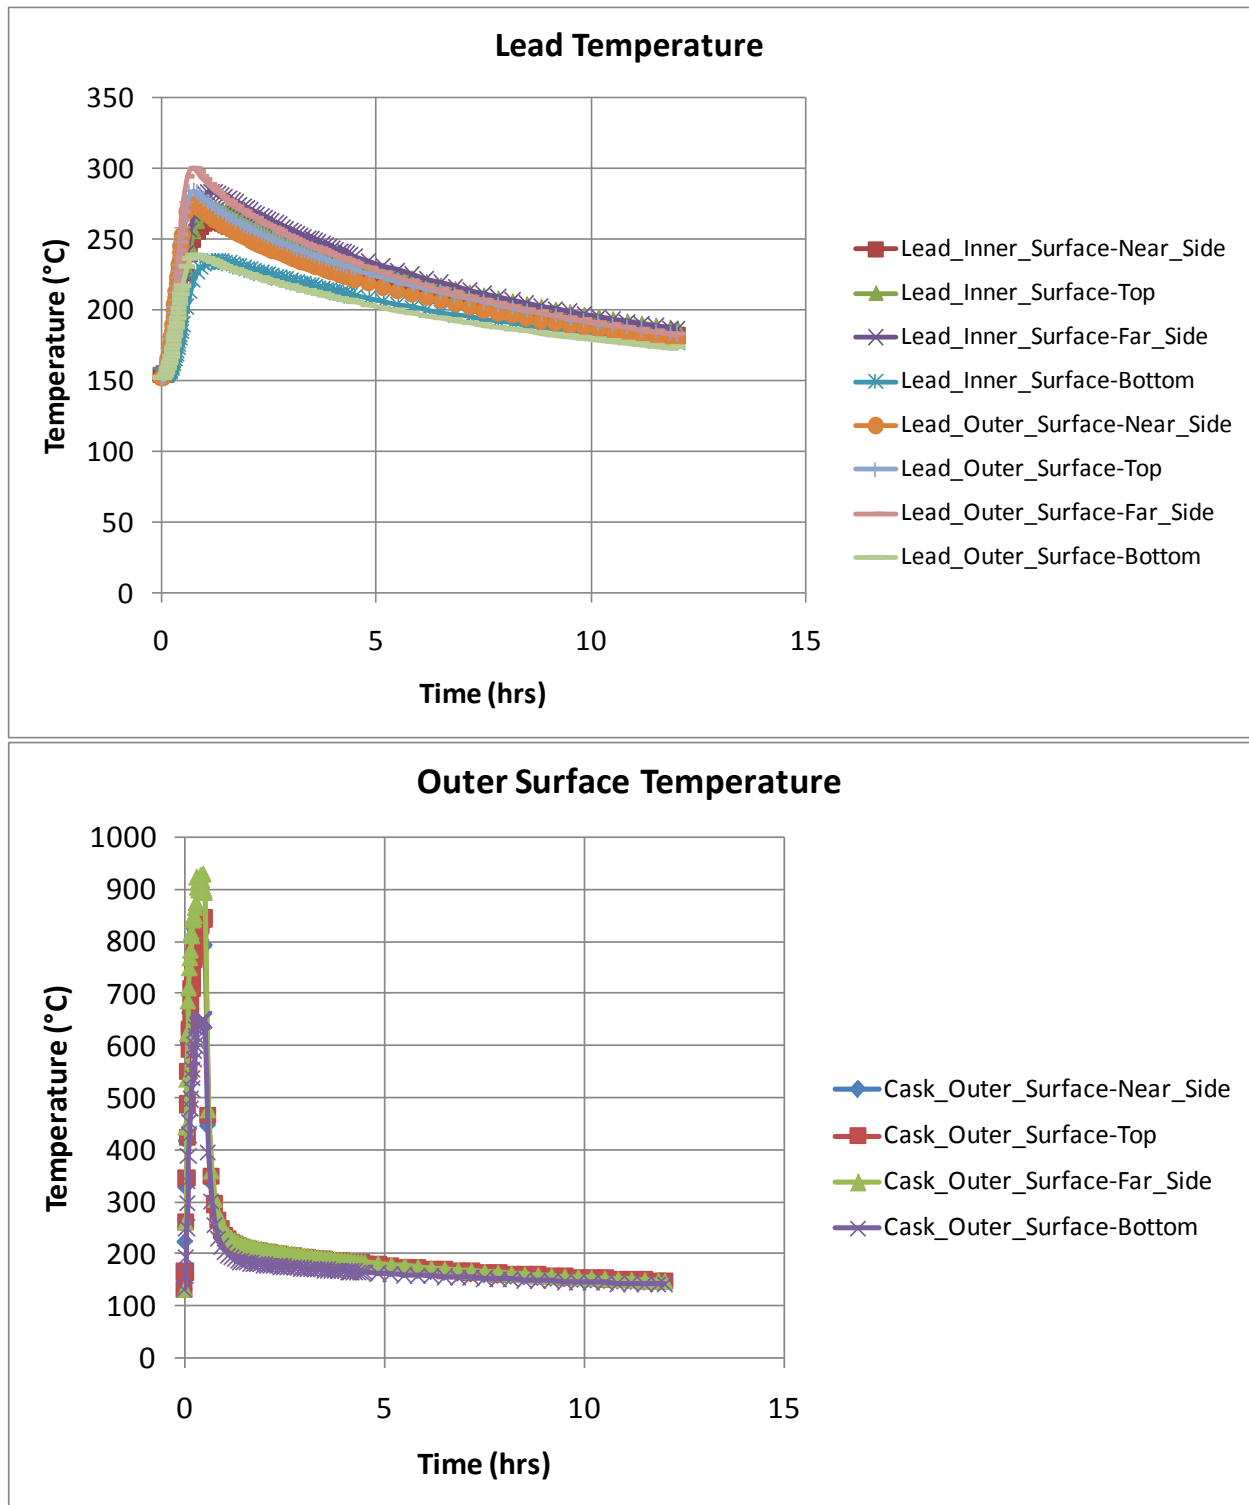 Lead Temperature
350
300
250
200
150
100
50
0
0 5 10 15
Temperature (°C)
Time (hrs)
Lead_Inner_Surface-Near_Side
Lead_Inner_Surface-Top
Lead_Inner_Surface-Far_Side
Lead_Inner_Surface-Bottom
Lead_Outer_Surface-Near_Side
Lead_Outer_Surface-Top
Lead_Outer_Surface-Far_Side
Lead_Outer_Surface-Bottom
Outer Surface Temperature
1000
900
800
700
600
500
400
300
200
100
0
0 5 10 15
Temperature (°C)
Time (hrs)
Cask_Outer_Surface-Near_Side
Cask_Outer_Surface-Top
Cask_Outer_Surface-Far_Side
Cask_Outer_Surface-Bottom